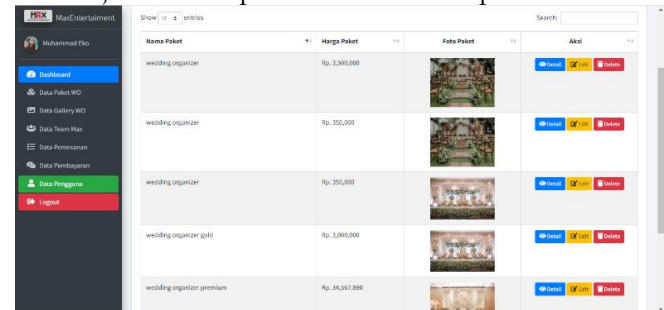 MAX MaxEntertaiment
Muhammad Eko
Dashboard
Data Paket WO
Data Gallery WO
Data Team Max
Data Pemesanan
Data Pembayaran
Data Pengguna
Logout
Show 10 entries
Search:
Nama Paket Harga Paket Foto Paket Aksi
wedding organizer Rp. 3,500,000 Detail Edit Delete
wedding organizer Rp. 350,000 Detail Edit Delete
wedding organizer Rp. 350,000 Detail Edit Delete
wedding organizer gold Rp. 3,000,000 Detail Edit Delete
wedding organizer premium Rp. 34,567,890 Detail Edit Delete